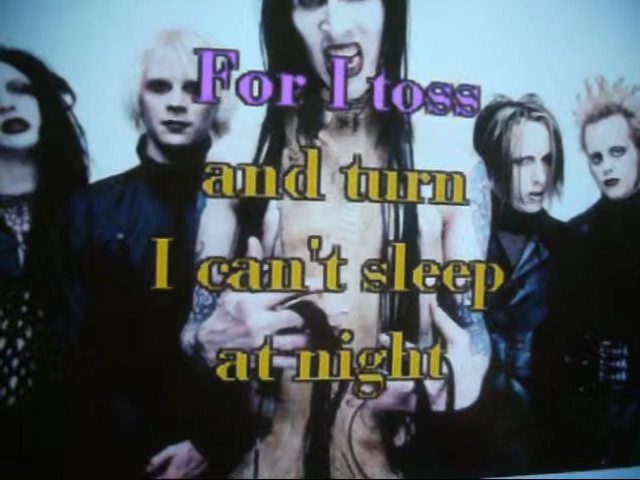 For I toss
and turn
I can't sleep
at night